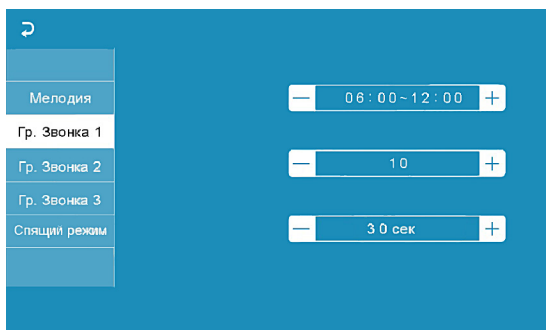 Мелодия
Гр. Звонка 1
Гр. Звонка 2
Гр. Звонка 3
Спящий режим
— 06:00~12:00 +
— 10 +
— 30 сек +